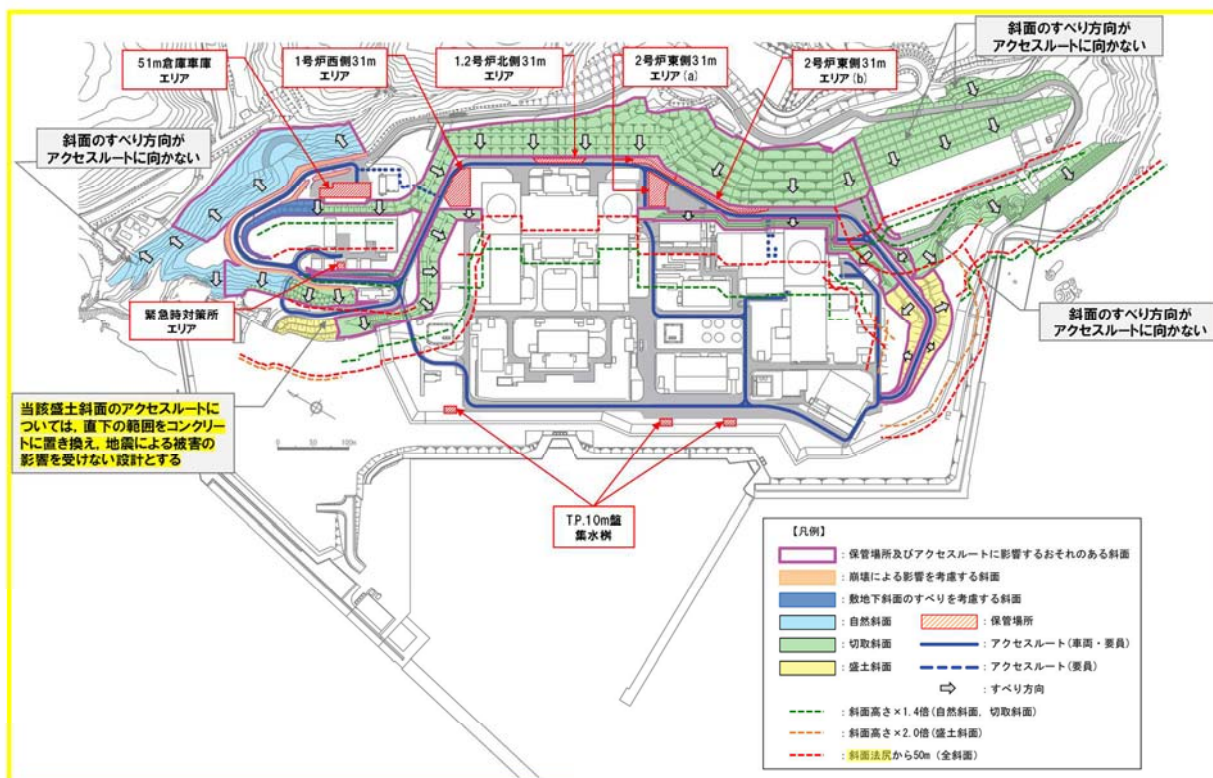 斜面のすべり方向が
アクセスルートに向かない
51m倉庫車庫
エリア
1号炉西側31m
エリア
1.2号炉北側31m
エリア
2号炉東側31m
エリア(a)
2号炉東側31m
エリア(b)
斜面のすべり方向が
アクセスルートに向かない
斜面のすべり方向が
アクセスルートに向かない
緊急時対策所
エリア
当該盛土斜面のアクセスルートに
ついては，直下の範囲をコンクリー
トに置き換え，地震による被害の
影響を受けない設計とする
0 50 100m
T.P.10m盤
集水桝
【凡例】
：保管場所及びアクセスルートに影響するおそれのある斜面
：崩壊による影響を考慮する斜面
：敷地下斜面のすべりを考慮する斜面
：自然斜面
：保管場所
：切取斜面
：アクセスルート(車両・要員)
：盛土斜面
：アクセスルート(要員)
：すべり方向
：斜面高さ×1.4倍(自然斜面，切取斜面)
：斜面高さ×2.0倍(盛土斜面)
：斜面法尻から50m (全斜面)